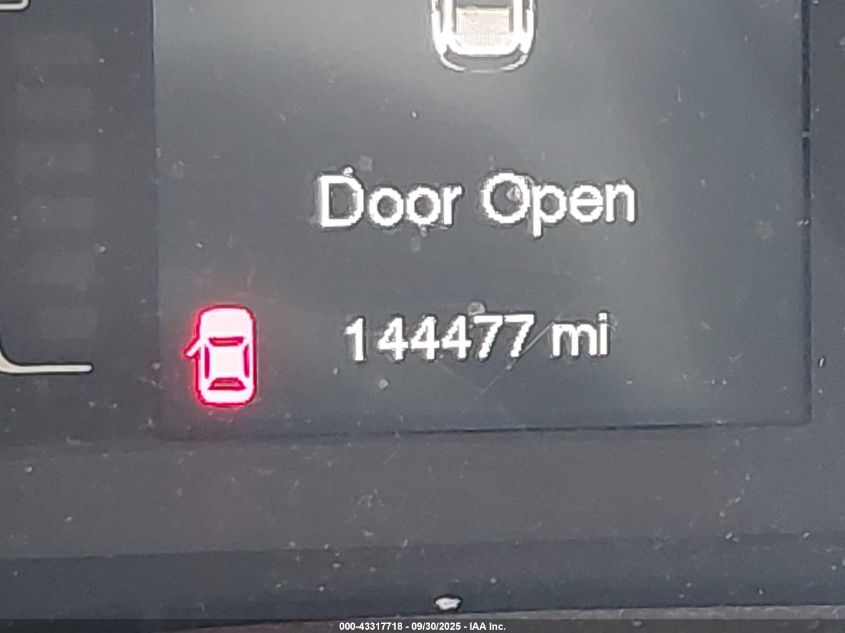 Door Open
144477 mi
000-43317718 - 09/30/2025 - IAA Inc.